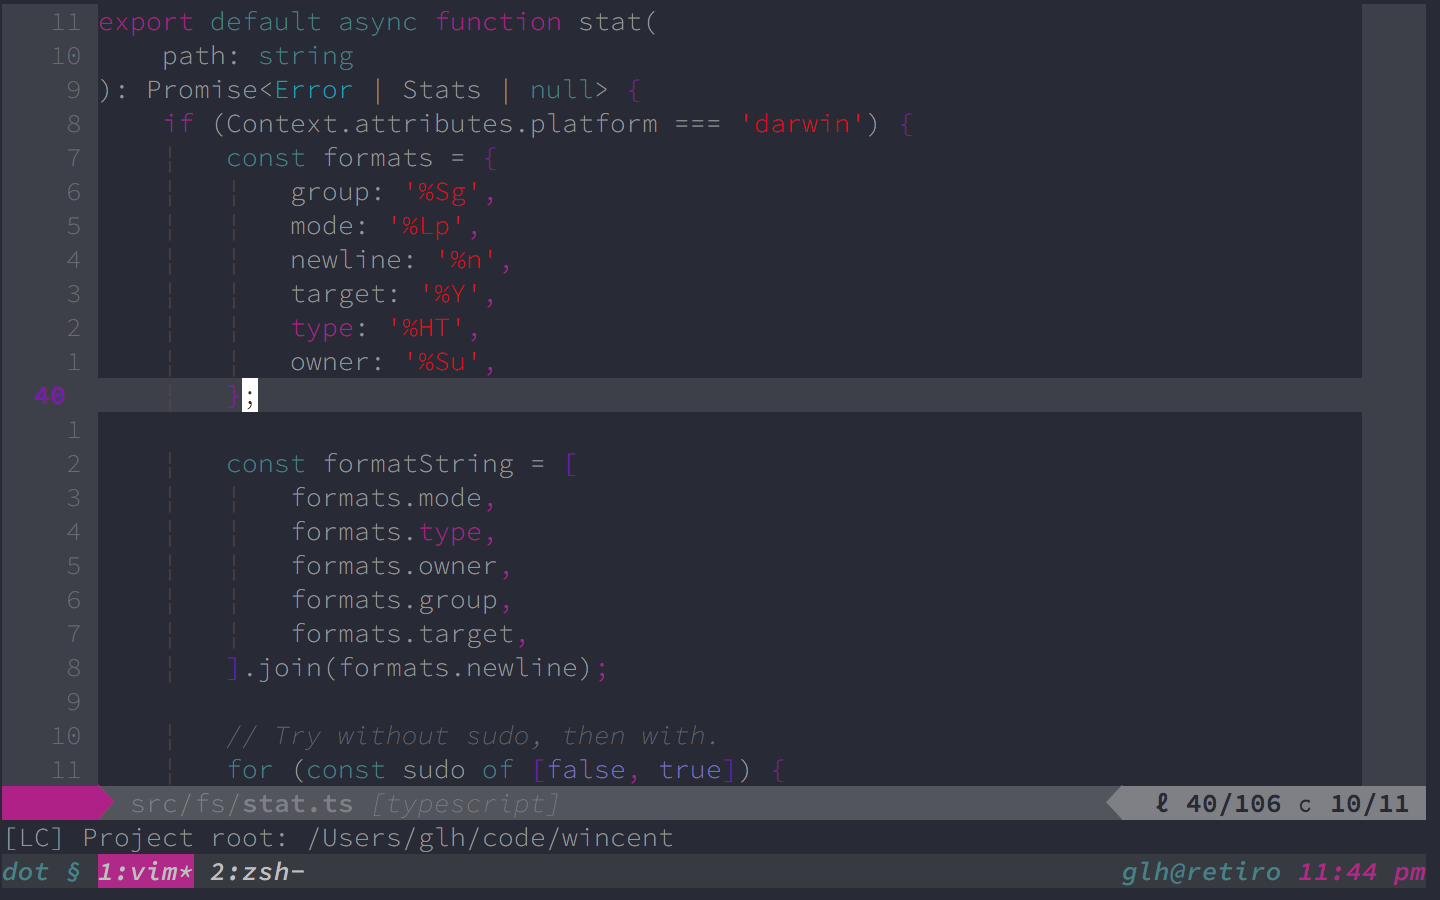 11 export default async function stat(
10     path: string
9 ): Promise<Error | Stats | null> {
8     if (Context.attributes.platform === 'darwin') {
7     ¦   const formats = {
6     ¦   ¦   group: '%Sg',
5     ¦   ¦   mode: '%Lp',
4     ¦   ¦   newline: '%n',
3     ¦   ¦   target: '%Y',
2     ¦   ¦   type: '%HT',
1     ¦   ¦   owner: '%Su',
40     ¦   };
1
2     ¦   const formatString = [
3     ¦   ¦   formats.mode,
4     ¦   ¦   formats.type,
5     ¦   ¦   formats.owner,
6     ¦   ¦   formats.group,
7     ¦   ¦   formats.target,
8     ¦   ].join(formats.newline);
9
10     ¦   // Try without sudo, then with.
11     ¦   for (const sudo of [false, true]) {
src/fs/stat.ts [typescript] ℓ 40/106 c 10/11
[LC] Project root: /Users/glh/code/wincent
dot § 1:vim* 2:zsh- glh@retiro 11:44 pm